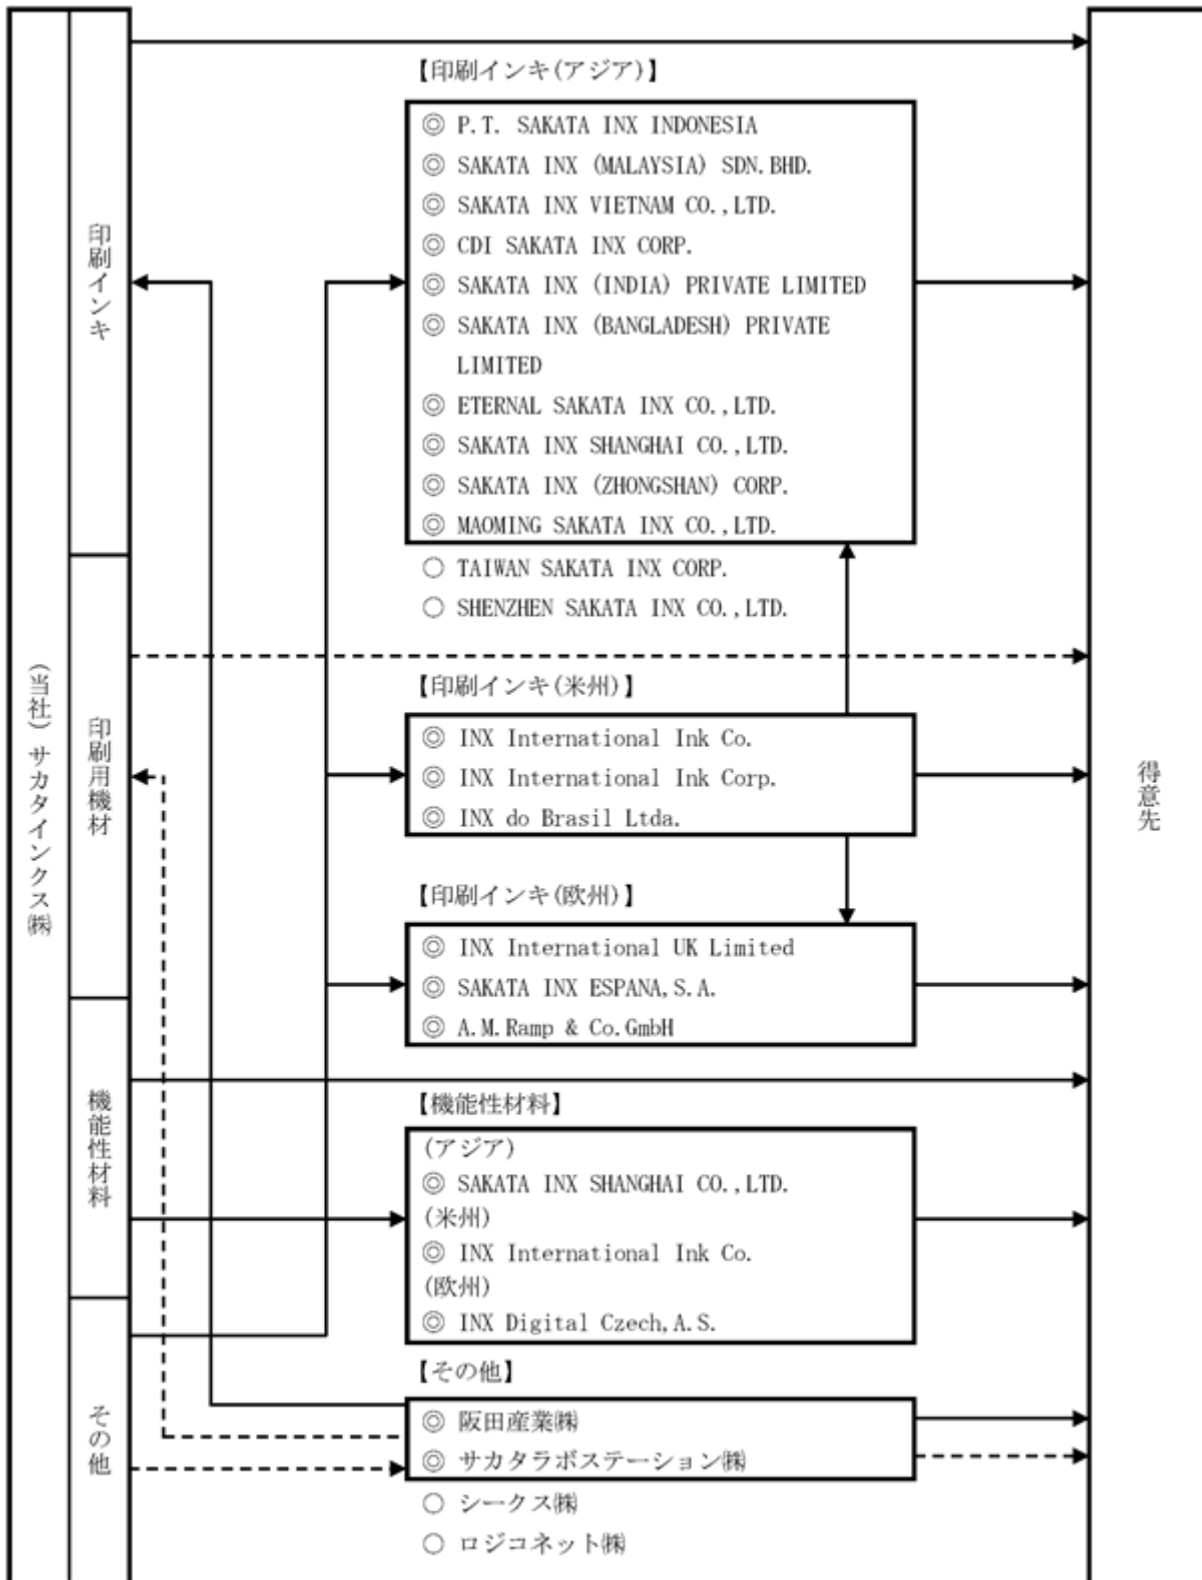 (当社)サカタインクス㈱
印刷インキ
印刷用機材
機能性材料
その他
【印刷インキ(アジア)】
◎ P.T. SAKATA INX INDONESIA
◎ SAKATA INX (MALAYSIA) SDN.BHD.
◎ SAKATA INX VIETNAM CO.,LTD.
◎ CDI SAKATA INX CORP.
◎ SAKATA INX (INDIA) PRIVATE LIMITED
◎ SAKATA INX (BANGLADESH) PRIVATE
LIMITED
◎ ETERNAL SAKATA INX CO.,LTD.
◎ SAKATA INX SHANGHAI CO.,LTD.
◎ SAKATA INX (ZHONGSHAN) CORP.
◎ MAOMING SAKATA INX CO.,LTD.
○ TAIWAN SAKATA INX CORP.
○ SHENZHEN SAKATA INX CO.,LTD.
【印刷インキ(米州)】
◎ INX International Ink Co.
◎ INX International Ink Corp.
◎ INX do Brasil Ltda.
【印刷インキ(欧州)】
◎ INX International UK Limited
◎ SAKATA INX ESPANA,S.A.
◎ A.M.Ramp & Co.GmbH
【機能性材料】
(アジア)
◎ SAKATA INX SHANGHAI CO.,LTD.
(米州)
◎ INX International Ink Co.
(欧州)
◎ INX Digital Czech,A.S.
【その他】
◎ 阪田産業㈱
◎ サカタラボステーション㈱
○ シークス㈱
○ ロジコネット㈱
得意先